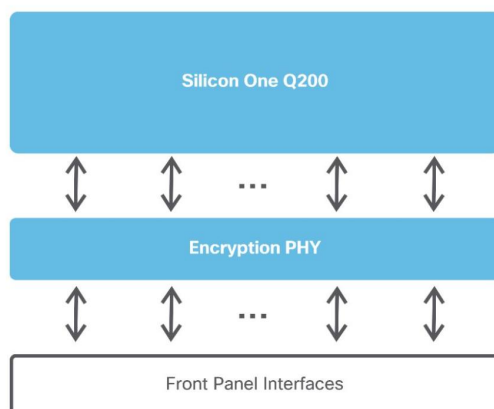 Silicon One Q200
...
Encryption PHY
...
Front Panel Interfaces